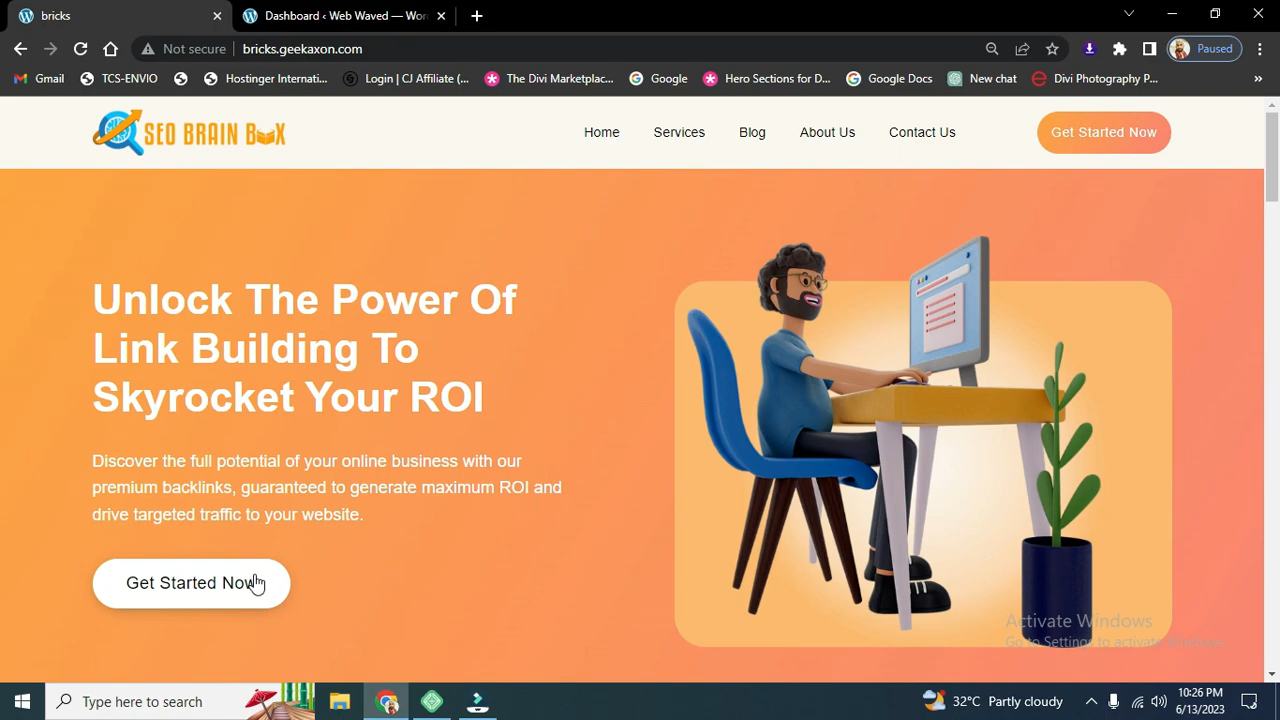 bricks
Dashboard ‹ Web Waved — Wor
Not secure
bricks.geekaxon.com
Paused
Gmail
TCS-ENVIO
Hostinger Internati...
Login | CJ Affiliate (...
The Divi Marketplac...
Google
Hero Sections for D...
Google Docs
New chat
Divi Photography P...
»
SEO BRAIN BOX
Home
Services
Blog
About Us
Contact Us
Get Started Now
Unlock The Power Of
Link Building To
Skyrocket Your ROI
Discover the full potential of your online business with our
premium backlinks, guaranteed to generate maximum ROI and
drive targeted traffic to your website.
Get Started Now
Activate Windows
Go to Settings to activate Windows.
Type here to search
32°C Partly cloudy
10:26 PM
6/13/2023